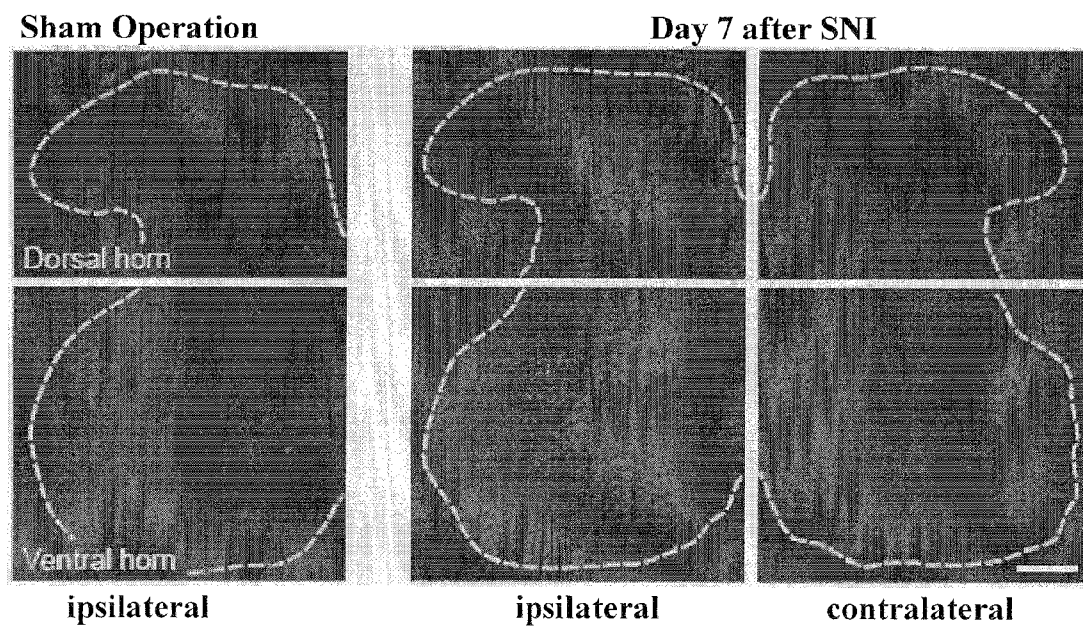 Sham Operation
Day 7 after SNI
Dorsal horn
Ventral horn
ipsilateral
ipsilateral
contralateral